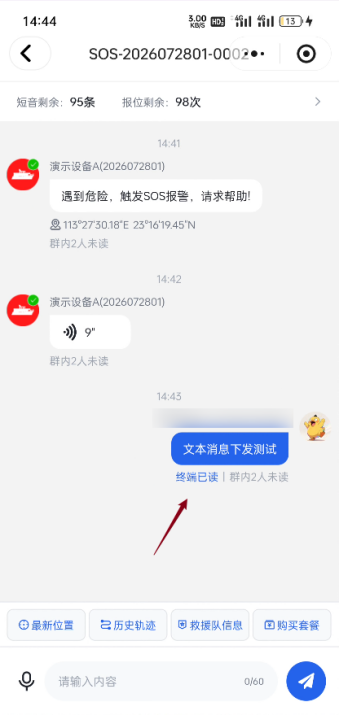 14:44
3.00 KB/S HD2 4G 4G 13
SOS-2026072801-0002
短音剩余： 95条 报位剩余： 98次
14:41
演示设备A(2026072801)
遇到危险，触发SOS报警，请求帮助!
113°27'30.18"E 23°16'19.45"N
群内2人未读
14:42
演示设备A(2026072801)
9"
群内2人未读
14:43
文本消息下发测试
终端已读 | 群内2人未读
最新位置 历史轨迹 救援队信息 购买套餐
请输入内容 0/60